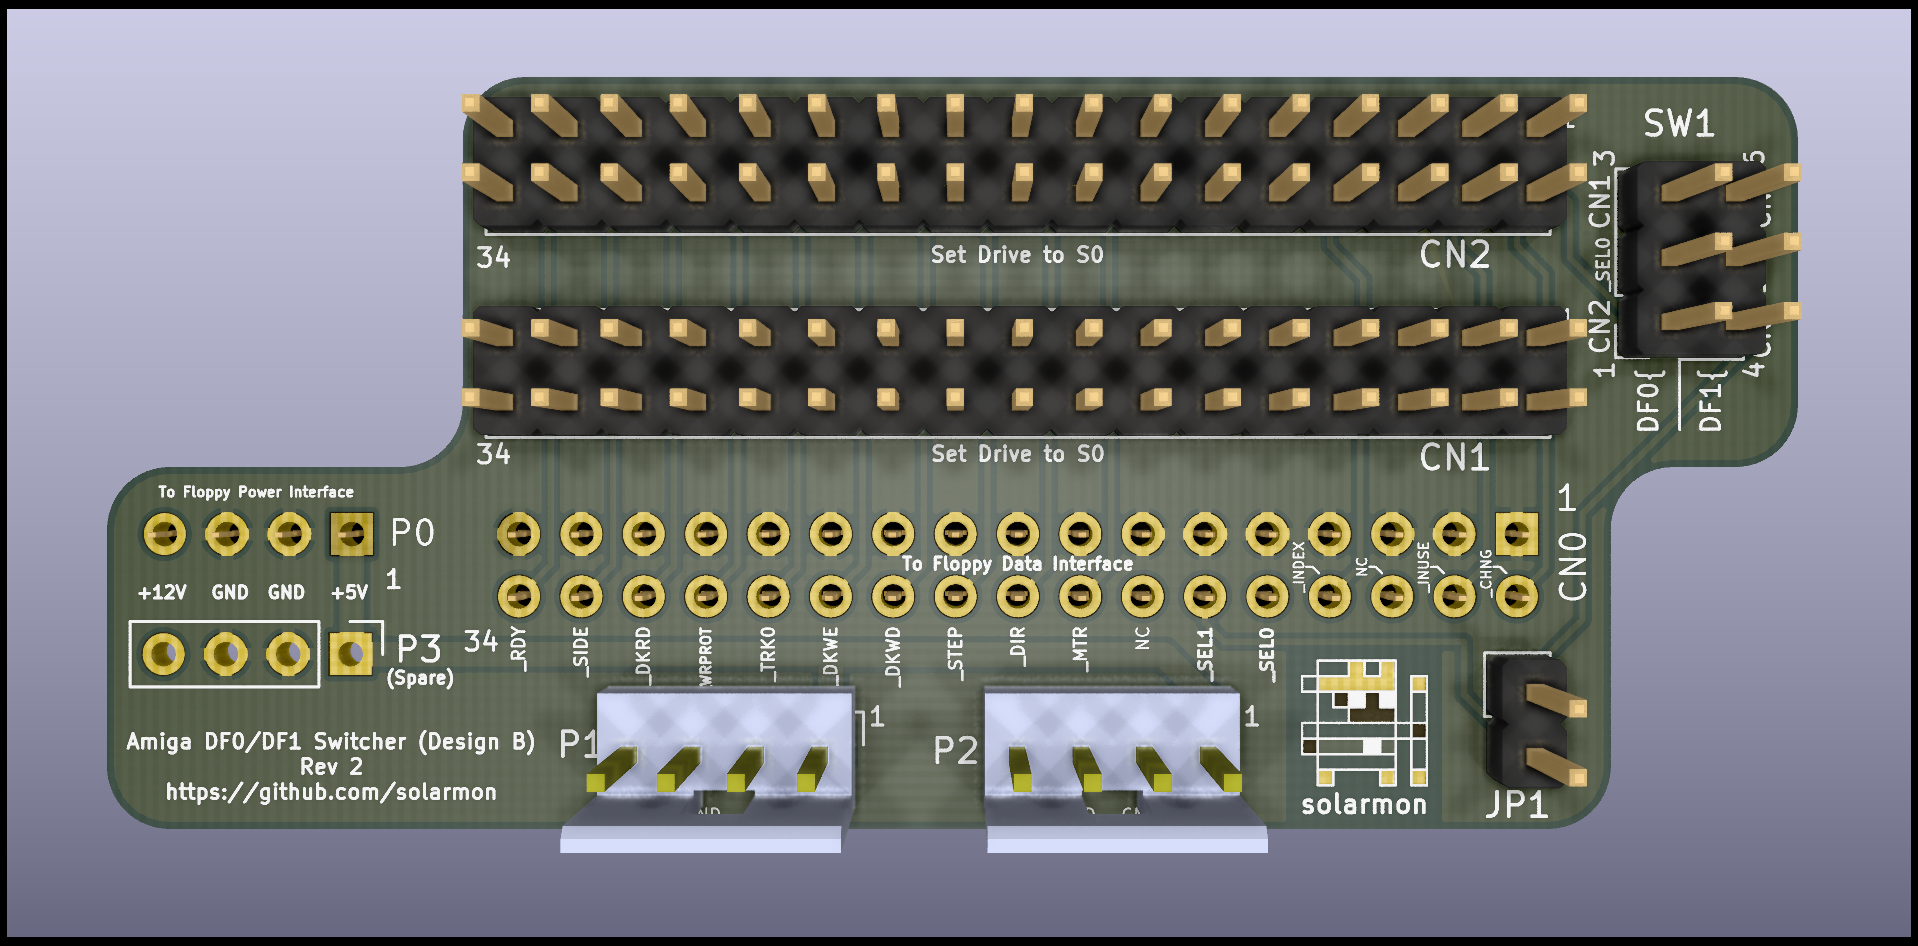 SW1
3
5
CN1
_SEL0
CN2
1
4
DF0{
DF1{
34
Set Drive to S0
CN2
34
Set Drive to S0
CN1
To Floppy Power Interface
P0
1
+12V
GND
GND
+5V
P3
(Spare)
1
CN0
To Floppy Data Interface
_INDEX
NC
_INUSE
_CHNG
34
_RDY
_SIDE
_DKRD
_WRPROT
_TRK0
_DKWE
_DKWD
_STEP
_DIR
_MTR
NC
_SEL1
_SEL0
Amiga DF0/DF1 Switcher (Design B)
Rev 2
https://github.com/solarmon
P1
1
P2
1
solarmon
JP1